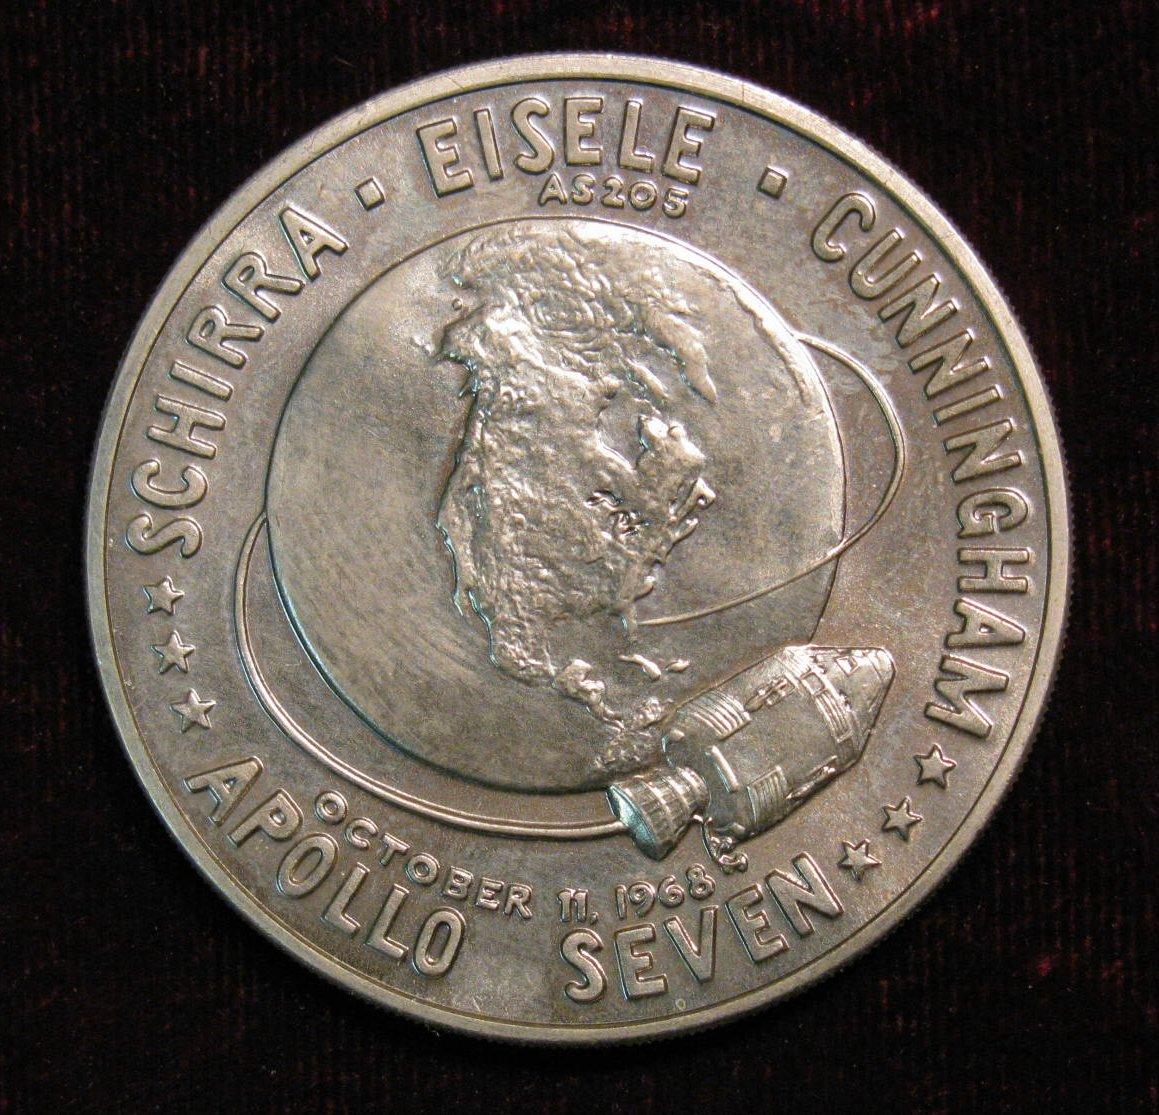 SCHIRRA · EISELE · CUNNINGHAM
AS205
OCTOBER 11, 1968
APOLLO SEVEN